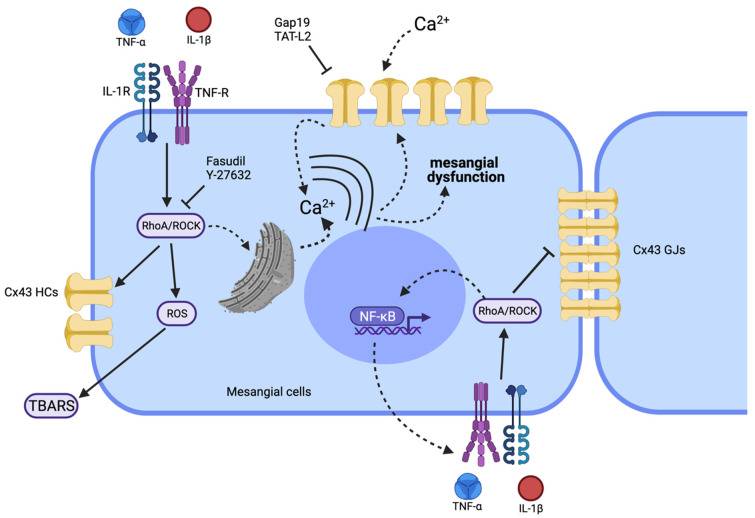 Gap19
TAT-L2
Ca2+
TNF-α
IL-1β
IL-1R
TNF-R
Fasudil
Y-27632
mesangial
dysfunction
Ca2+
RhoA/ROCK
Cx43 HCs
ROS
Cx43 GJs
NF-κB
RhoA/ROCK
TBARS
Mesangial cells
TNF-α
IL-1β